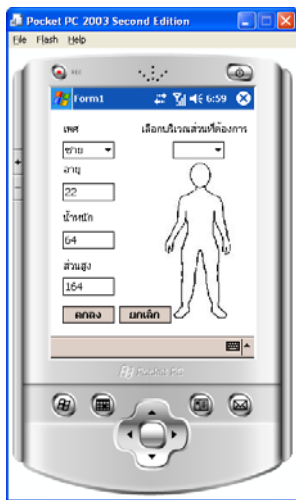 Pocket PC 2003 Second Edition
File Flash Help
Form1 6:59
เพศ เลือกบริเวณส่วนที่ต้องการ
ชาย
อายุ
22
น้ำหนัก
64
ส่วนสูง
164
ตกลง ยกเลิก
Pocket PC